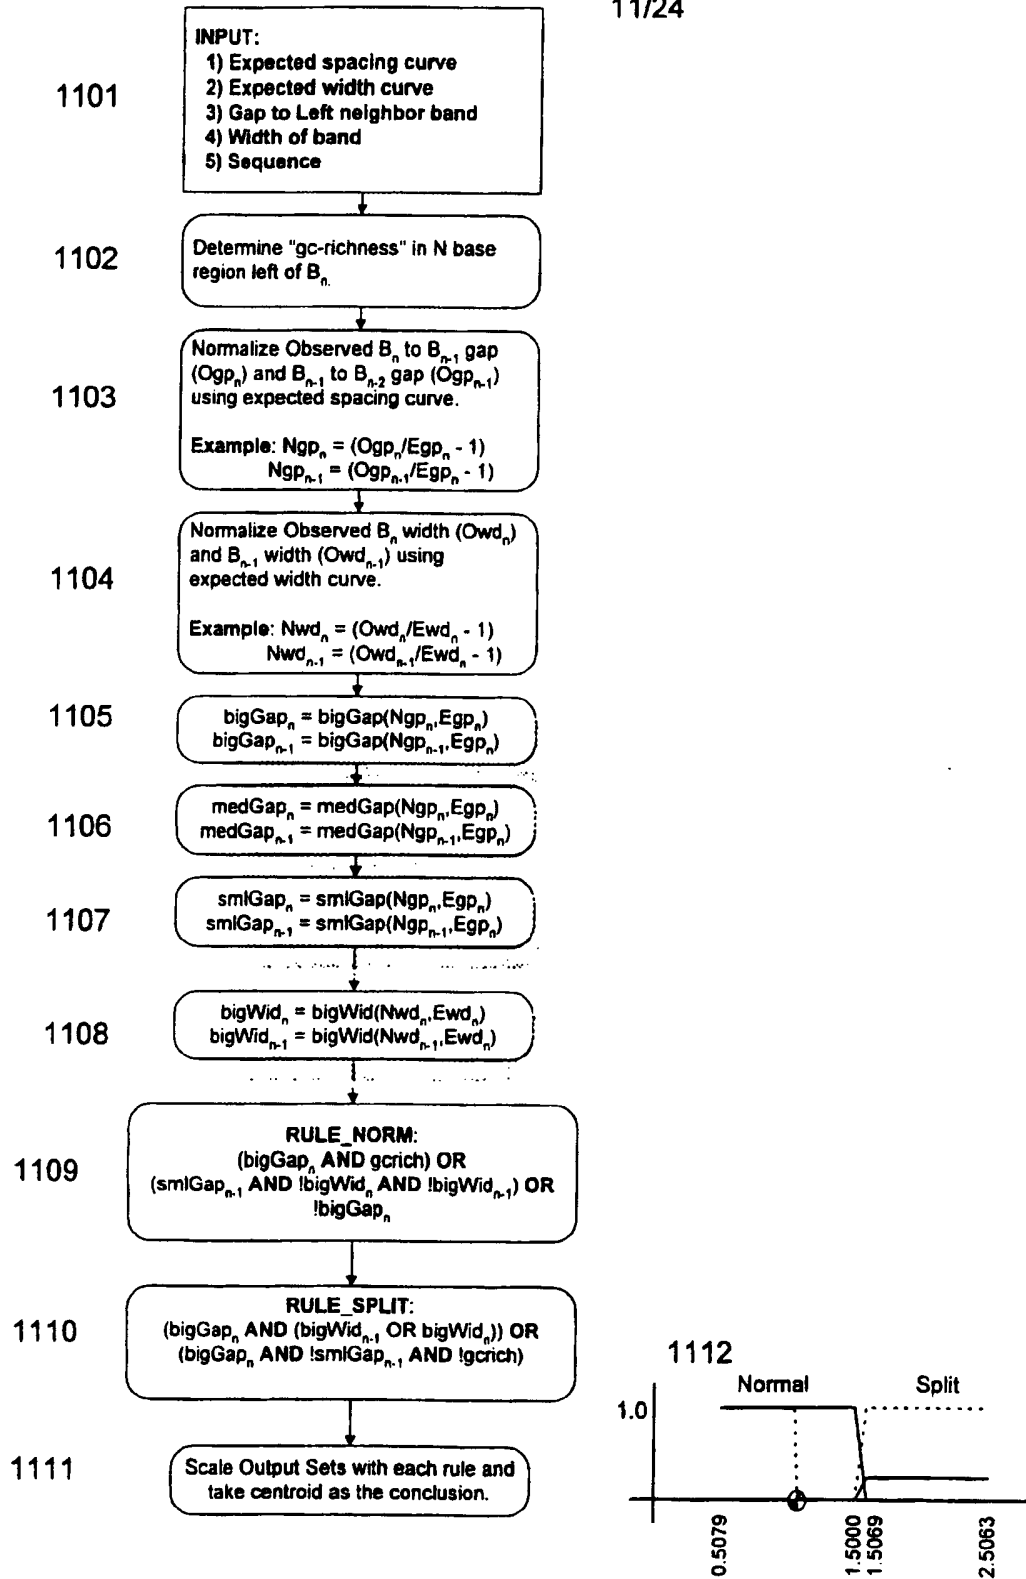 11/24
1101
INPUT:
1) Expected spacing curve
2) Expected width curve
3) Gap to Left neighbor band
4) Width of band
5) Sequence
1102
Determine "gc-richness" in N base
region left of Bₙ.
1103
Normalize Observed Bₙ to Bₙ₋₁ gap
(Ogpₙ) and Bₙ₋₁ to Bₙ₋₂ gap (Ogpₙ₋₁)
using expected spacing curve.
Example: Ngpₙ = (Ogpₙ/Egpₙ - 1)
Ngpₙ₋₁ = (Ogpₙ₋₁/Egpₙ - 1)
1104
Normalize Observed Bₙ width (Owdₙ)
and Bₙ₋₁ width (Owdₙ₋₁) using
expected width curve.
Example: Nwdₙ = (Owdₙ/Ewdₙ - 1)
Nwdₙ₋₁ = (Owdₙ₋₁/Ewdₙ - 1)
1105
bigGapₙ = bigGap(Ngpₙ,Egpₙ)
bigGapₙ₋₁ = bigGap(Ngpₙ₋₁,Egpₙ)
1106
medGapₙ = medGap(Ngpₙ,Egpₙ)
medGapₙ₋₁ = medGap(Ngpₙ₋₁,Egpₙ)
1107
smlGapₙ = smlGap(Ngpₙ,Egpₙ)
smlGapₙ₋₁ = smlGap(Ngpₙ₋₁,Egpₙ)
1108
bigWidₙ = bigWid(Nwdₙ,Ewdₙ)
bigWidₙ₋₁ = bigWid(Nwdₙ₋₁,Ewdₙ)
1109
RULE_NORM:
(bigGapₙ AND gcrich) OR
(smlGapₙ₋₁ AND !bigWidₙ AND !bigWidₙ₋₁) OR
!bigGapₙ
1110
RULE_SPLIT:
(bigGapₙ AND (bigWidₙ₋₁ OR bigWidₙ)) OR
(bigGapₙ AND !smlGapₙ₋₁ AND !gcrich)
1111
Scale Output Sets with each rule and
take centroid as the conclusion.
1112
Normal Split
1.0
0.5079
1.5000
1.5069
2.5063